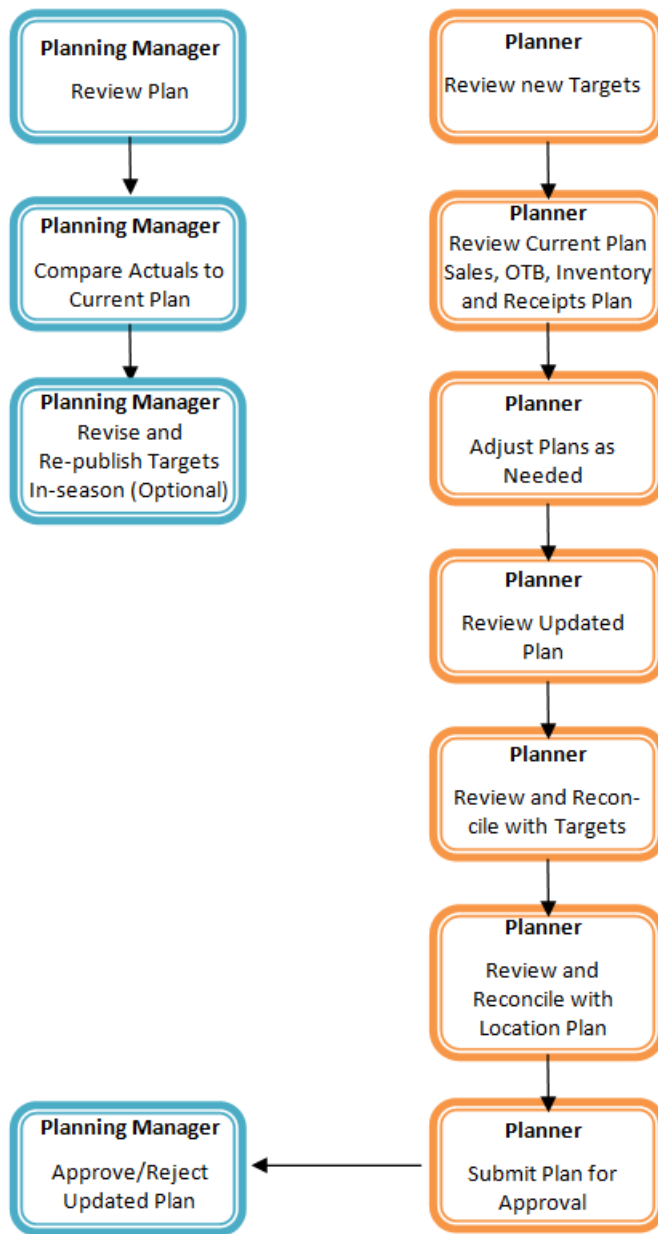 Planning Manager
Review Plan
Planning Manager
Compare Actuals to
Current Plan
Planning Manager
Revise and
Re-publish Targets
In-season (Optional)
Planner
Review new Targets
Planner
Review Current Plan
Sales, OTB, Inventory
and Receipts Plan
Planner
Adjust Plans as
Needed
Planner
Review Updated
Plan
Planner
Review and Recon-
cile with Targets
Planner
Review and
Reconcile with
Location Plan
Planner
Submit Plan for
Approval
Planning Manager
Approve/Reject
Updated Plan